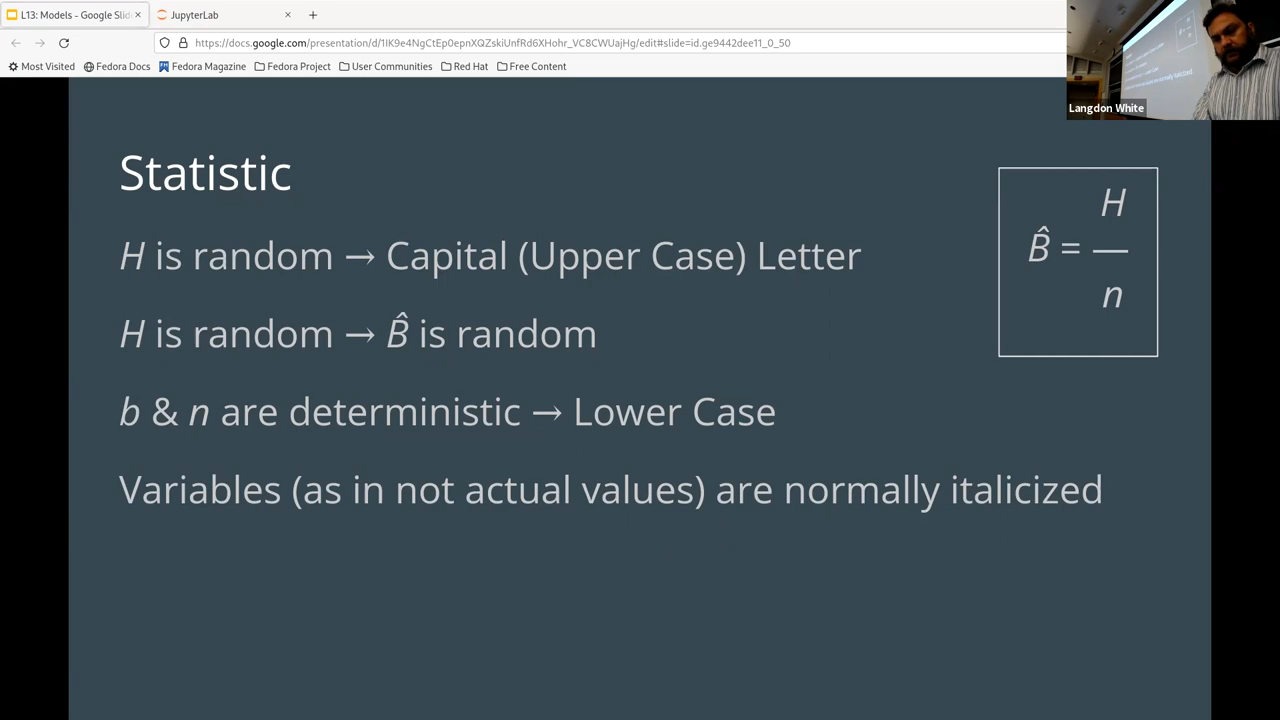 L13: Models - Google Slid
JupyterLab
https://docs.google.com/presentation/d/1IK9e4NgCtEp0epnXQZskiUnfRd6XHohr_VC8CWUajHg/edit#slide=id.ge9442dee11_0_50
Most Visited
Fedora Docs
Fedora Magazine
Fedora Project
User Communities
Red Hat
Free Content
Langdon White
Statistic
H is random → Capital (Upper Case) Letter
H is random → B̂ is random
b & n are deterministic → Lower Case
Variables (as in not actual values) are normally italicized
H
B̂ = —
n